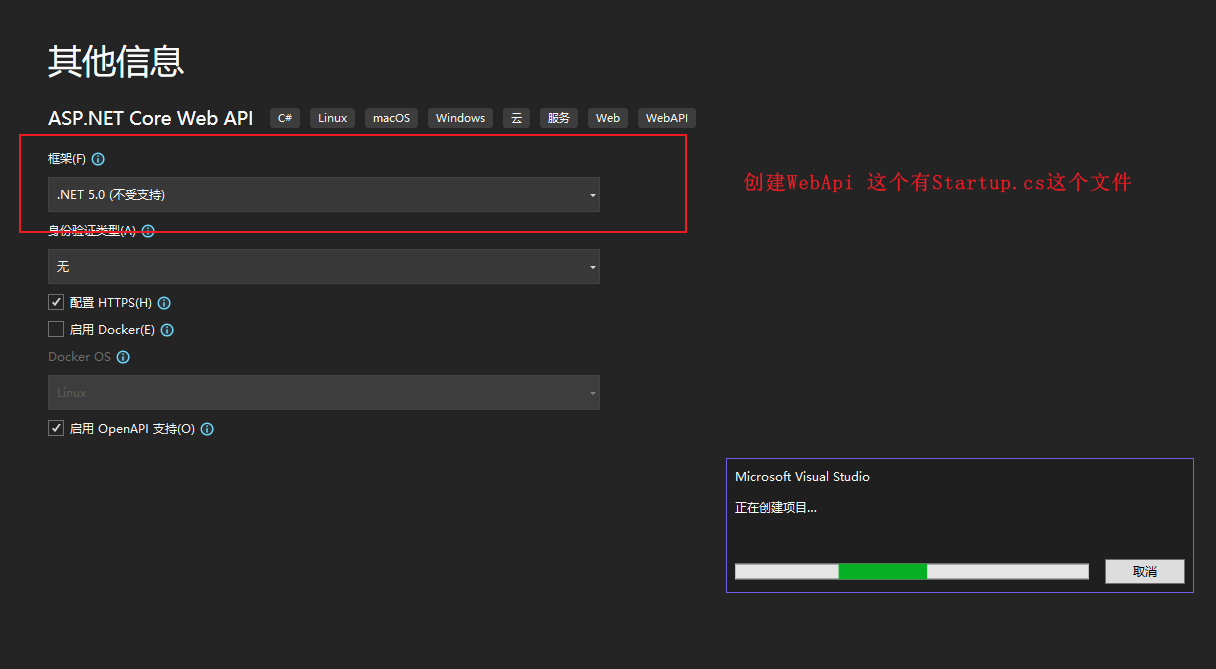 其他信息
ASP.NET Core Web API C# Linux macOS Windows 云 服务 Web WebAPI
框架(F)
.NET 5.0 (不受支持)
创建WebApi 这个有Startup.cs这个文件
身份验证类型(A)
无
配置 HTTPS(H)
启用 Docker(E)
Docker OS
Linux
启用 OpenAPI 支持(O)
Microsoft Visual Studio
正在创建项目...
取消